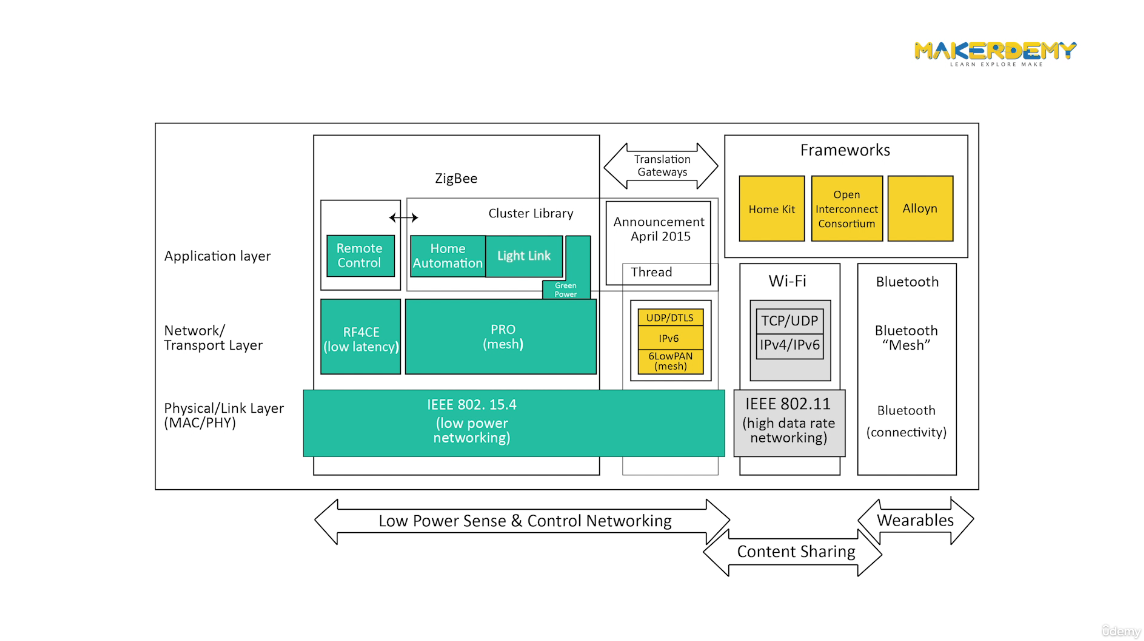 MAKERDEMY
LEARN EXPLORE MAKE
Frameworks
Translation
Gateways
ZigBee
Home Kit
Open
Interconnect
Consortium
Alloyn
Cluster Library
Announcement
April 2015
Application layer
Remote
Control
Home
Automation
Light Link
Green
Power
Thread
Wi-Fi
Bluetooth
Network/
Transport Layer
RF4CE
(low latency)
PRO
(mesh)
UDP/DTLS
IPv6
6LowPAN
(mesh)
TCP/UDP
IPv4/IPv6
Bluetooth
“Mesh”
Physical/Link Layer
(MAC/PHY)
IEEE 802. 15.4
(low power
networking)
IEEE 802.11
(high data rate
networking)
Bluetooth
(connectivity)
Low Power Sense & Control Networking
Wearables
Content Sharing
ûdemy